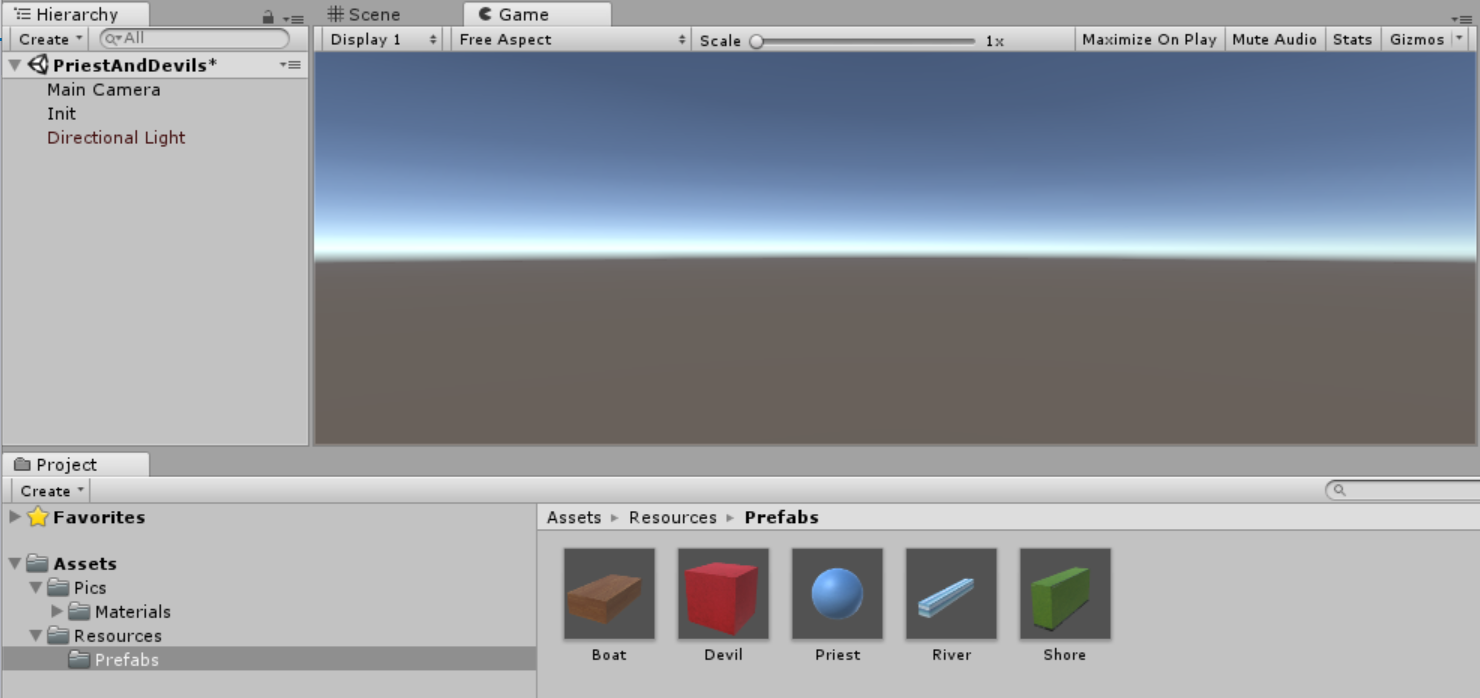 Hierarchy
Create All
PriestAndDevils*
Main Camera
Init
Directional Light
Scene Game
Display 1 Free Aspect Scale 1x Maximize On Play Mute Audio Stats Gizmos
Project
Create
Favorites
Assets
Pics
Materials
Resources
Prefabs
Assets Resources Prefabs
Boat Devil Priest River Shore